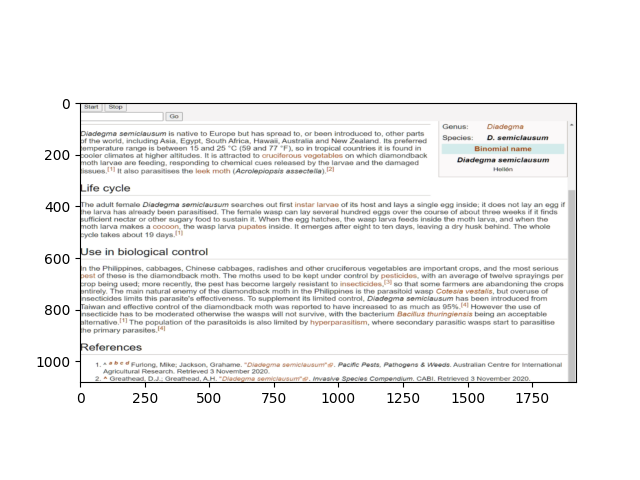 Start Stop
Go
Genus: Diadegma
Species: D. semiclausum
Binomial name
Diadegma semiclausum
Hellén
Diadegma semiclausum is native to Europe but has spread to, or been introduced to, other parts
of the world, including Asia, Egypt, South Africa, Hawaii, Australia and New Zealand. Its preferred
temperature range is between 15 and 25 °C (59 and 77 °F), so in tropical countries it is found in
cooler climates at higher altitudes. It is attracted to cruciferous vegetables on which diamondback
moth larvae are feeding, responding to chemical cues released by the larvae and the damaged
tissues.[1] It also parasitises the leek moth (Acrolepiopsis assectella).[2]
Life cycle
The adult female Diadegma semiclausum searches out first instar larvae of its host and lays a single egg inside; it does not lay an egg if
the larva has already been parasitised. The female wasp can lay several hundred eggs over the course of about three weeks if it finds
sufficient nectar or other sugary food to sustain it. When the egg hatches, the wasp larva feeds inside the moth larva, and when the
moth larva makes a cocoon, the wasp larva pupates inside. It emerges after eight to ten days, leaving a dry husk behind. The whole
cycle takes about 19 days.[1]
Use in biological control
In the Philippines, cabbages, Chinese cabbages, radishes and other cruciferous vegetables are important crops, and the most serious
pest of these is the diamondback moth. The moths used to be kept under control by pesticides, with an average of twelve sprayings per
crop being used; more recently, the pest has become largely resistant to insecticides,[3] so that some farmers are abandoning the crops
entirely. The main natural enemy of the diamondback moth in the Philippines is parasitoid wasp Cotesia vestalis, but overuse of
insecticides limits this parasite's effectiveness. To supplement its limited control, Diadegma semiclausum has been introduced from
Taiwan and effective control of the diamondback moth was reported to have increased to as much as 95%.[4] However the use of
insecticide has to be moderated otherwise the wasps will not survive, with the bacterium Bacillus thuringiensis being an acceptable
alternative.[1] The population of the parasitoids is also limited by hyperparasitism, where secondary parasitic wasps start to parasitise
the primary parasites.[4]
References
1. ^ a b c d Furlong, Mike; Jackson, Grahame. "Diadegma semiclausum". Pacific Pests, Pathogens & Weeds. Australian Centre for International
Agricultural Research. Retrieved 3 November 2020.
2. ^ Greathead, D.J.; Greathead, A.H. "Diadegma semiclausum". Invasive Species Compendium. CABI. Retrieved 3 November 2020.
0
200
400
600
800
1000
0 250 500 750 1000 1250 1500 1750